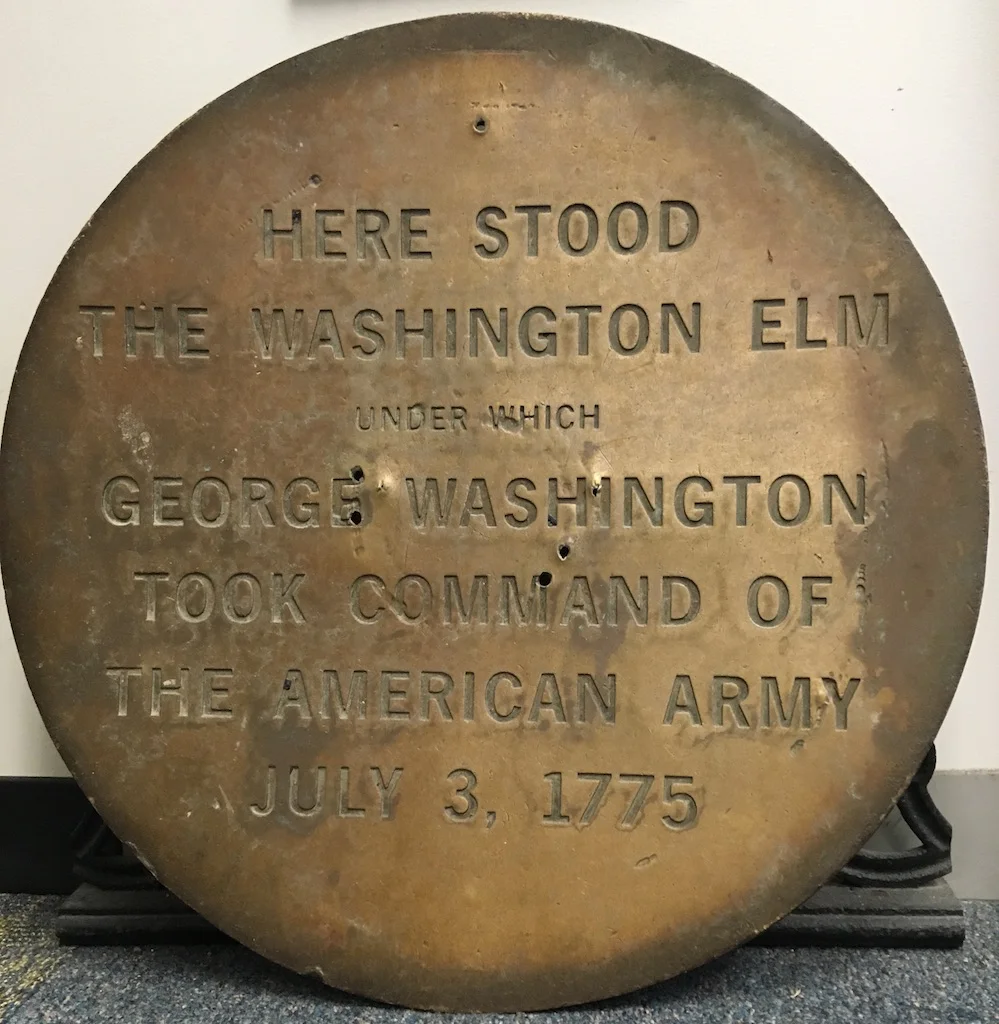 HERE STOOD
THE WASHINGTON ELM
UNDER WHICH
GEORGE WASHINGTON
TOOK COMMAND OF
THE AMERICAN ARMY
JULY 3, 1775